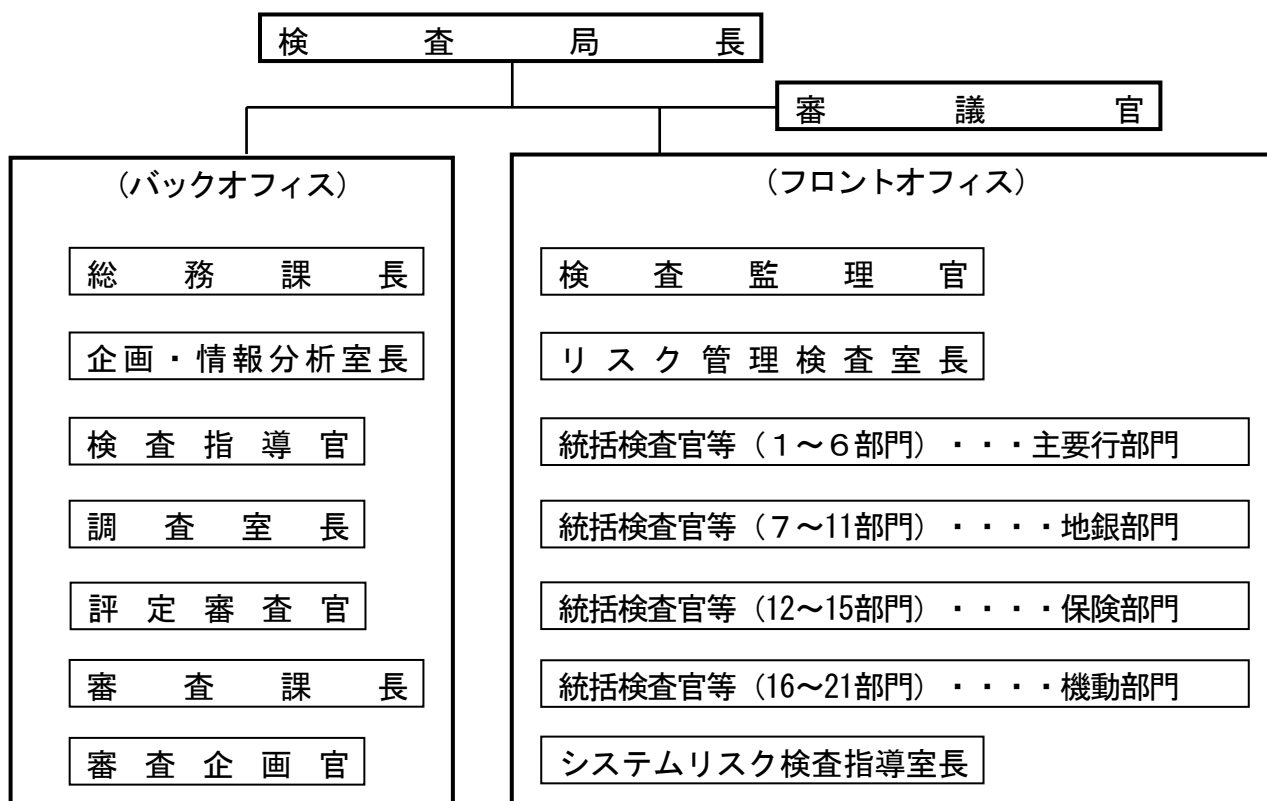 検査局長
審議官
（バックオフィス）
総務課長
企画・情報分析室長
検査指導官
調査室長
評定審査官
審査課長
審査企画官
（フロントオフィス）
検査監理官
リスク管理検査室長
統括検査官等（１～６部門）・・・主要行部門
統括検査官等（７～11部門）・・・・地銀部門
統括検査官等（12～15部門）・・・・保険部門
統括検査官等（16～21部門）・・・・機動部門
システムリスク検査指導室長